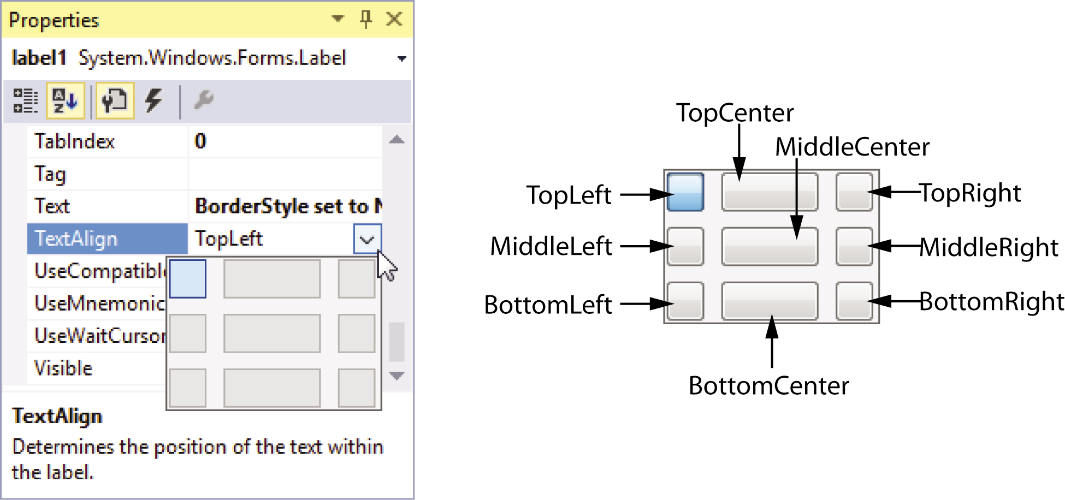 Properties
label1 System.Windows.Forms.Label
A
Z
TabIndex 0
Tag
Text BorderStyle set to
TextAlign TopLeft
UseCompatible
UseMnemonic
UseWaitCursor
Visible
TextAlign
Determines the position of the text within
the label.
TopCenter
MiddleCenter
TopLeft
TopRight
MiddleLeft
MiddleRight
BottomLeft
BottomRight
BottomCenter